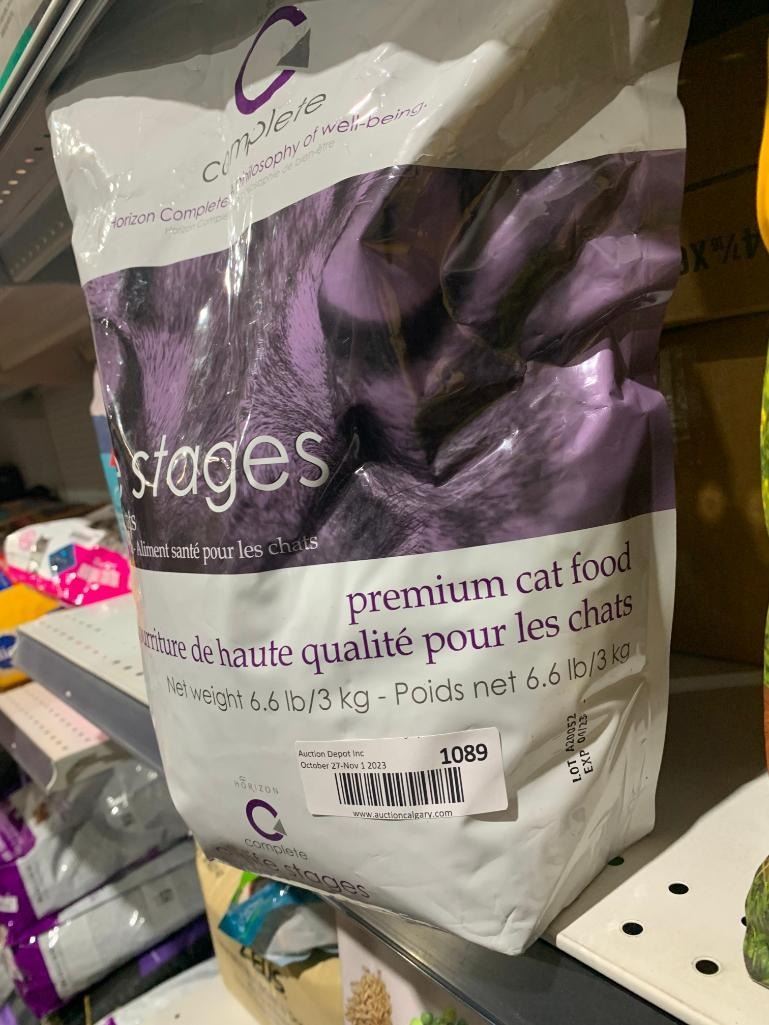 complete
philosophy of well-being.
Horizon Complete
stages
Aliment santé pour les chats
premium cat food
de haute qualité pour les chats
Net weight 6.6 lb/3 kg - Poids net 6.6 lb/3 kg
Auction Depot Inc
October 27-Nov 1 2023
1089
www.auctioncalgary.com
LOT A20052
EXP 04/23
HORIZON
complete
life stages